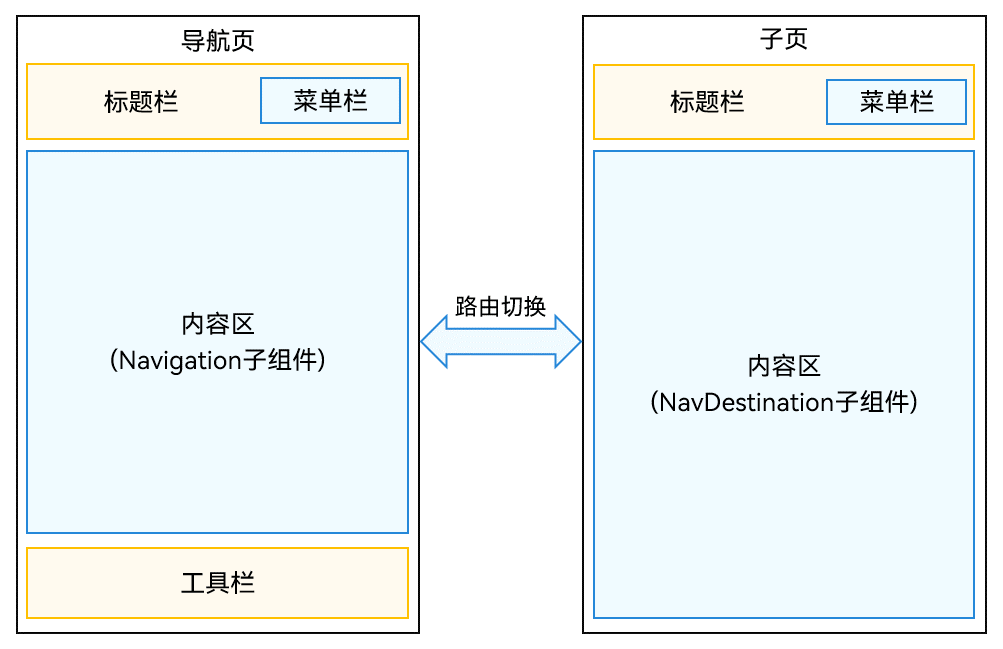 导航页
标题栏
菜单栏
内容区
(Navigation子组件)
工具栏
路由切换
子页
标题栏
菜单栏
内容区
(NavDestination子组件)